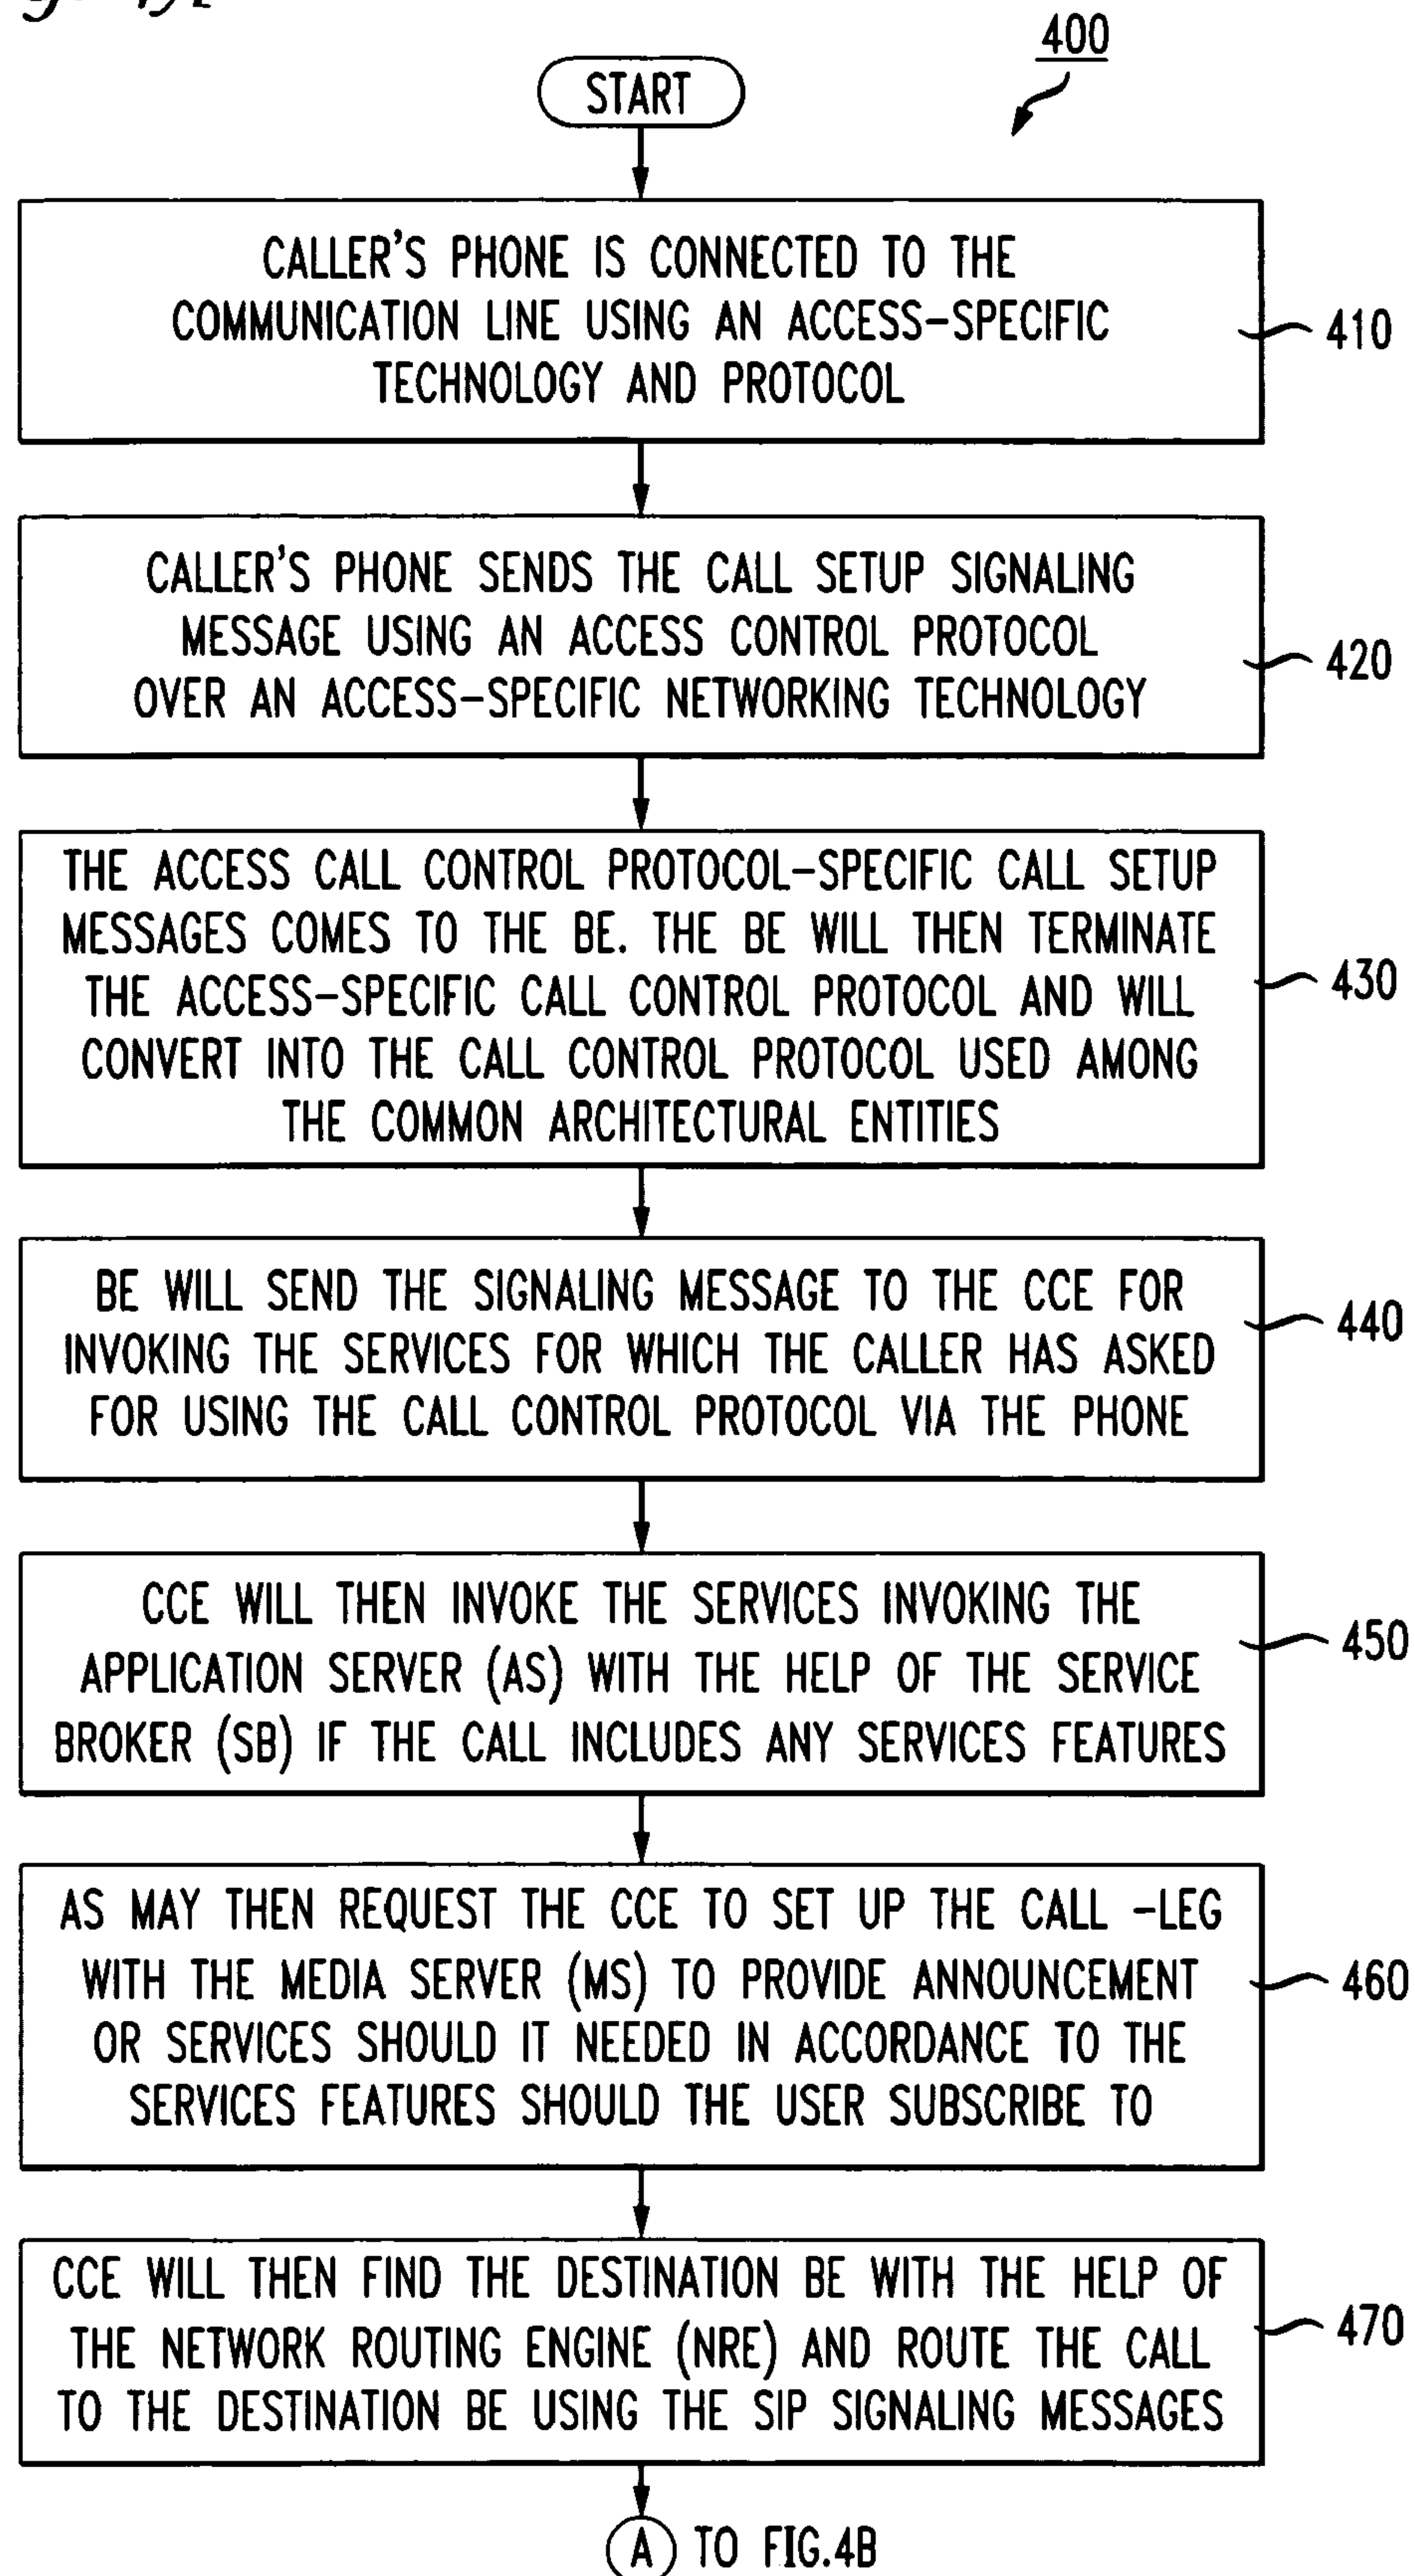 400
START
CALLER'S PHONE IS CONNECTED TO THE
COMMUNICATION LINE USING AN ACCESS-SPECIFIC
TECHNOLOGY AND PROTOCOL
410
CALLER'S PHONE SENDS THE CALL SETUP SIGNALING
MESSAGE USING AN ACCESS CONTROL PROTOCOL
OVER AN ACCESS-SPECIFIC NETWORKING TECHNOLOGY
420
THE ACCESS CALL CONTROL PROTOCOL-SPECIFIC CALL SETUP
MESSAGES COMES TO THE BE. THE BE WILL THEN TERMINATE
THE ACCESS-SPECIFIC CALL CONTROL PROTOCOL AND WILL
CONVERT INTO THE CALL CONTROL PROTOCOL USED AMONG
THE COMMON ARCHITECTURAL ENTITIES
430
BE WILL SEND THE SIGNALING MESSAGE TO THE CCE FOR
INVOKING THE SERVICES FOR WHICH THE CALLER HAS ASKED
FOR USING THE CALL CONTROL PROTOCOL VIA THE PHONE
440
CCE WILL THEN INVOKE THE SERVICES INVOKING THE
APPLICATION SERVER (AS) WITH THE HELP OF THE SERVICE
BROKER (SB) IF THE CALL INCLUDES ANY SERVICES FEATURES
450
AS MAY THEN REQUEST THE CCE TO SET UP THE CALL -LEG
WITH THE MEDIA SERVER (MS) TO PROVIDE ANNOUNCEMENT
OR SERVICES SHOULD IT NEEDED IN ACCORDANCE TO THE
SERVICES FEATURES SHOULD THE USER SUBSCRIBE TO
460
CCE WILL THEN FIND THE DESTINATION BE WITH THE HELP OF
THE NETWORK ROUTING ENGINE (NRE) AND ROUTE THE CALL
TO THE DESTINATION BE USING THE SIP SIGNALING MESSAGES
470
A TO FIG.4B